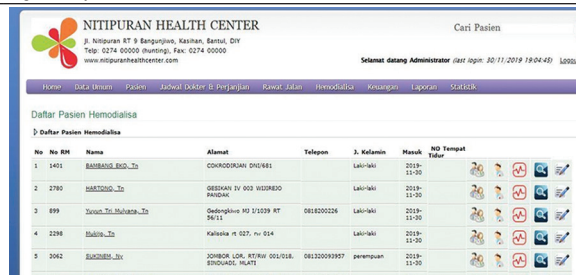 NITIPURAN HEALTH CENTER
Jl. Nitipuran RT 9 Bangunjiwo, Kasihan, Bantul, DIY
Telp: 0274 00000 (hunting), Fax: 0274 00000
www.nitipuranhealthcenter.com
Cari Pasien
Selamat datang Administrator (last login: 30/11/2019 19:04:45) Logou
Home Data Umum Pasien Jadwal Dokter & Perjanjian Rawat Jalan Hemodialisa Keuangan Laporan Statistik
Daftar Pasien Hemodialisa
Daftar Pasien Hemodialisa
No No RM Nama Alamat Telepon J. Kelamin Masuk NO Tempat Tidur
1 1401 BAMBANG EKO, Tn COKRODIRJAN DNI/681 Laki-laki 2019-
11-30
2 2780 HARTONO, Tn GESIKAN IV 003 WIJIREJO Laki-laki 2019-
PANDAK 11-30
3 899 Yuyun Tri Mulyana, Tn Gedongkiwo MJ I/1039 RT 0818200226 Laki-laki 2019-
56/11 11-30
4 2298 Mukijo, Tn Kalisoka rt 027, rw 014 Laki-laki 2019-
11-30
5 3062 SUKINEM, Ny JOMBOR LOR, RT/RW 001/018, 081320093957 perempuan 2019-
SINDUADI, MLATI 11-30